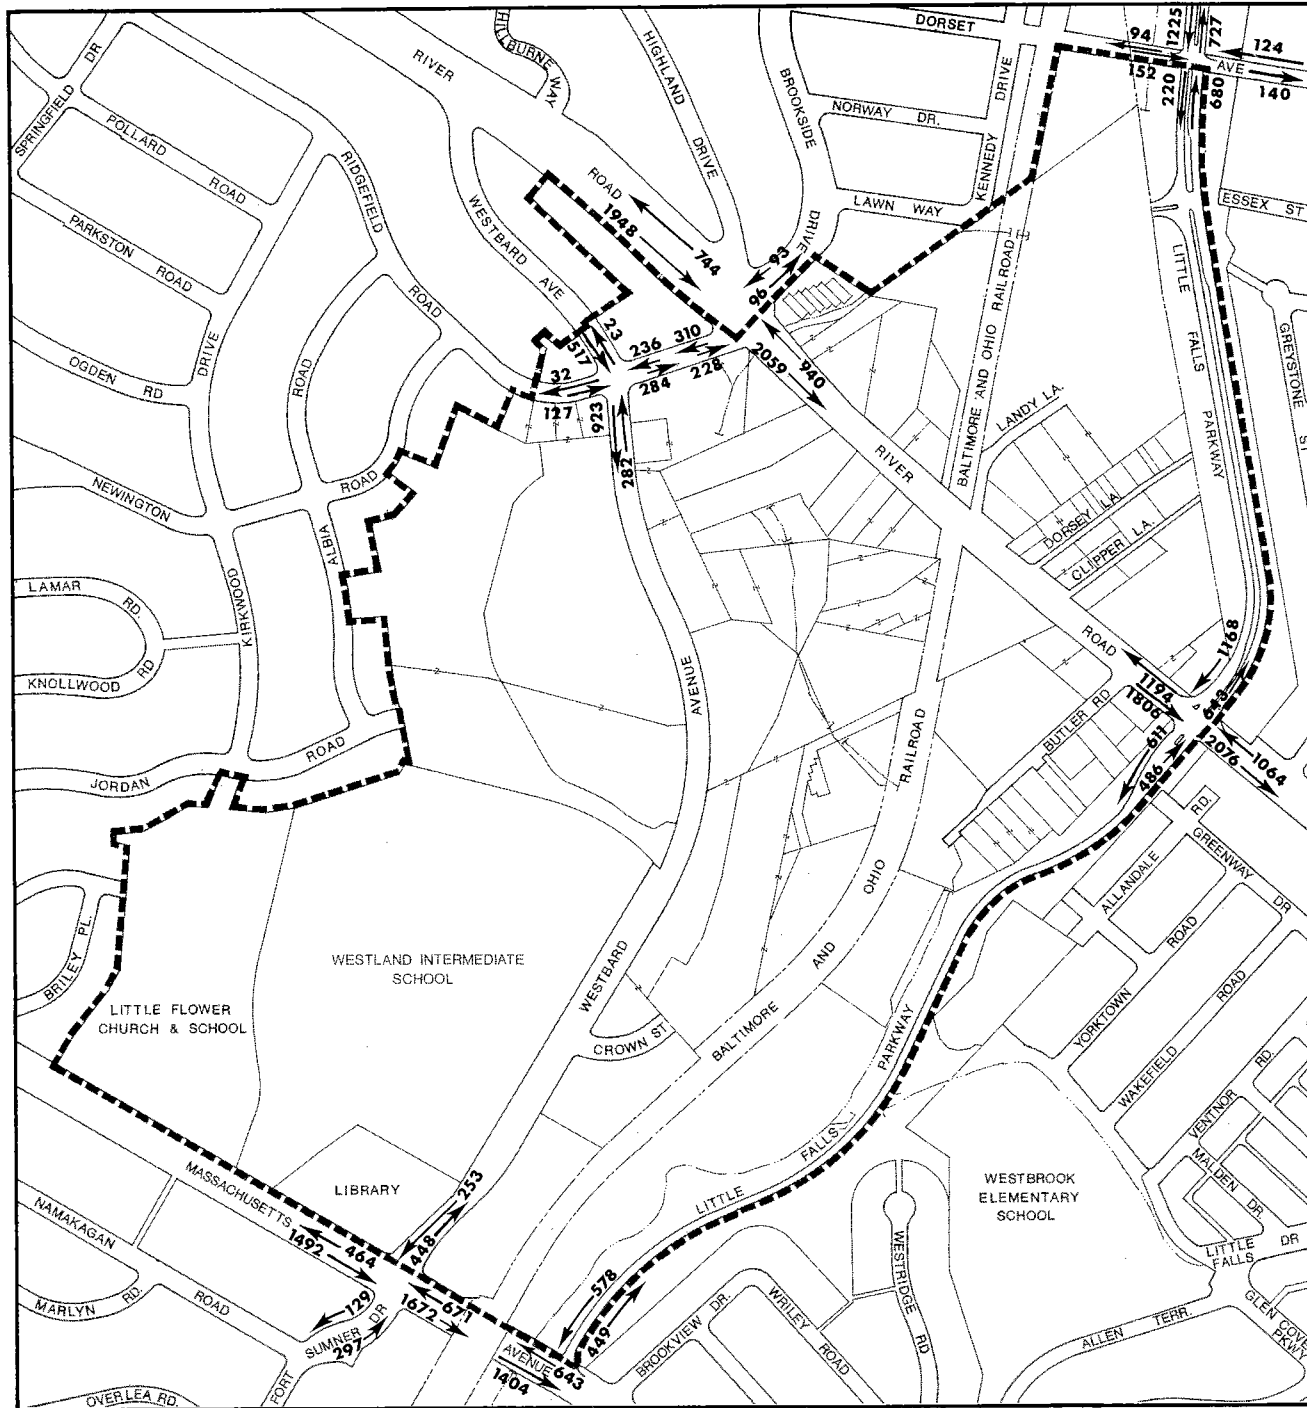 DORSET
94
1225
727
124
AVE
152
220
680
140
HILLBURNE WAY
RIVER
HIGHLAND
DRIVE
BROOKSIDE
DRIVE
NORWAY DR.
KENNEDY
DRIVE
LAWN WAY
ESSEX ST
SPRINGFIELD DR
POLLARD
ROAD
PARKSTON
ROAD
RIDGEFIELD
ROAD
WESTBARD AVE
ROAD
1948
744
93
96
LITTLE
FALLS
PARKWAY
GREYSTONE
ST
OGDEN RD
DRIVE
ROAD
23
517
236
310
32
284
228
127
923
282
2059
940
BALTIMORE AND OHIO RAILROAD
LANDY LA.
RIVER
DORSEY LA.
CLIPPER LA.
NEWINGTON
ROAD
ALBIA
KIRKWOOD
LAMAR
RD
KNOLLWOOD
RD
JORDAN
ROAD
AVENUE
RAILROAD
ROAD
1168
1194
1806
643
BUTLER RD
611
486
2076
1064
RD.
GREENWAY
DR
ALLANDALE
OHIO
AND
BALTIMORE
BRILEY PL.
WESTLAND INTERMEDIATE
SCHOOL
LITTLE FLOWER
CHURCH & SCHOOL
WESTBARD
CROWN ST
PARKWAY
FALLS
LITTLE
YORKTOWN
ROAD
WAKEFIELD
ROAD
VENTNOR
RD.
MALDEN DR
LITTLE
FALLS
DR
GLEN COVE
PKWY
WESTBROOK
ELEMENTARY
SCHOOL
MASSACHUSETTS
LIBRARY
253
448
464
1492
NAMAKAGAN
ROAD
MARLYN
RD.
129
FORT
SUMNER
DR
297
671
1672
578
449
AVENUE
643
1404
BROOKVIEW DR.
WRILEY
ROAD
WESTRIDGE
RD
ALLEN TERR.
OVERLEA RD.